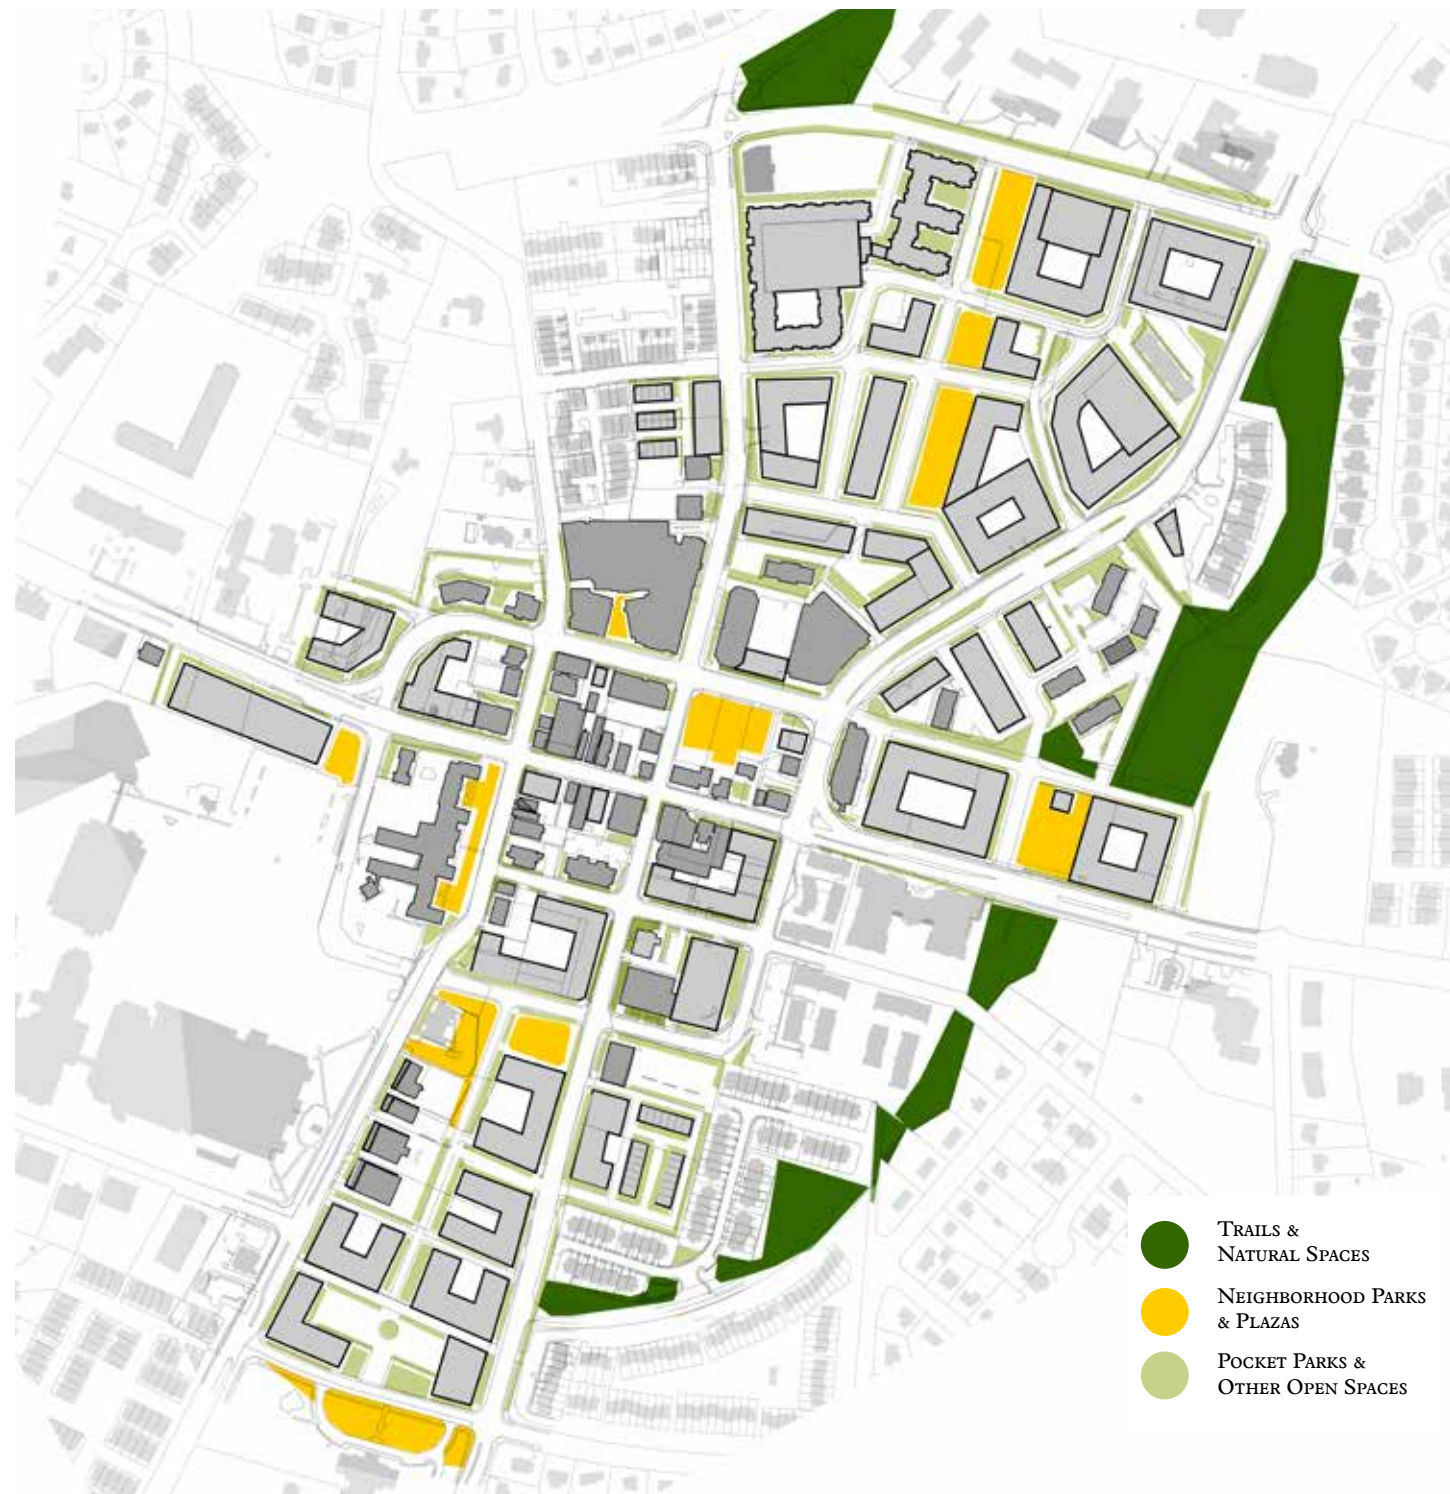 Trails &
Natural Spaces
Neighborhood Parks
& Plazas
Pocket Parks &
Other Open Spaces